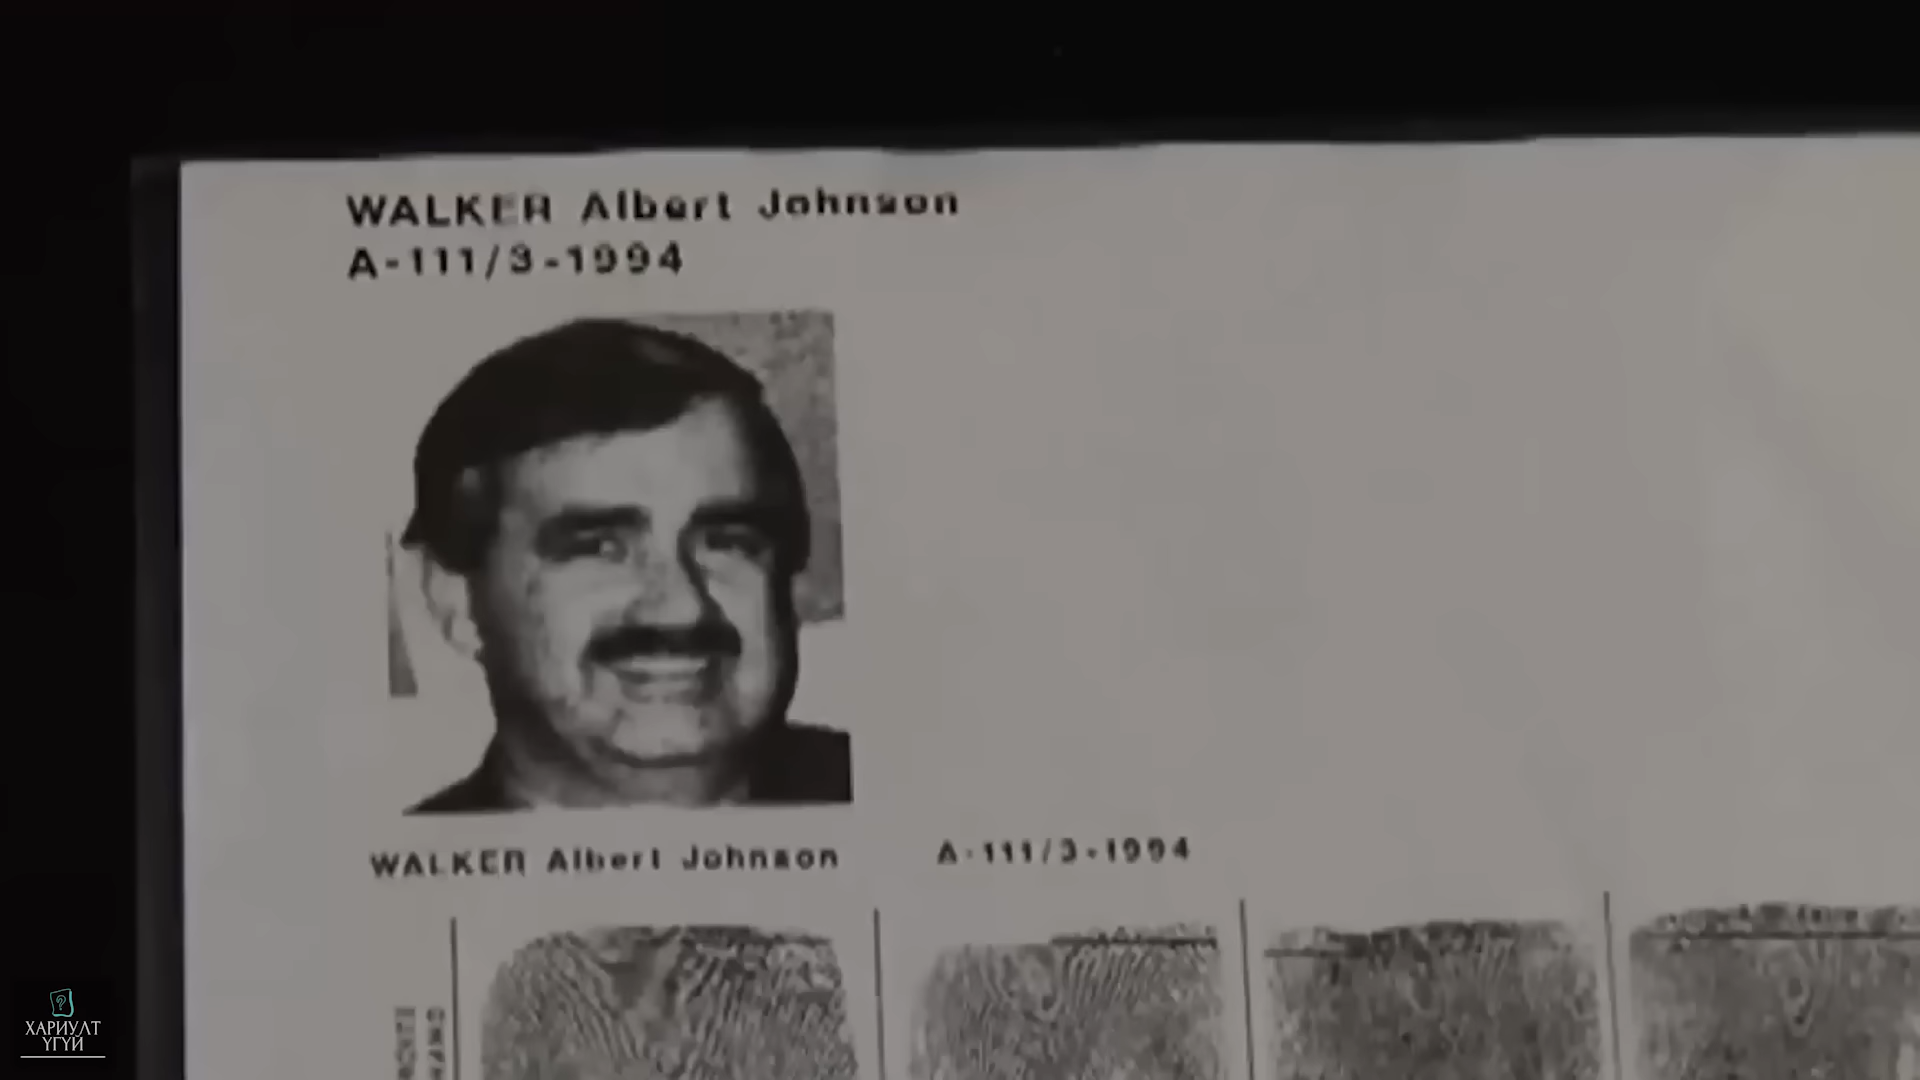 WALKER Albert Johnson
A-111/3-1994
WALKER Albert Johnson A-111/3-1994
ХАРИУЛТ
ҮГҮЙ